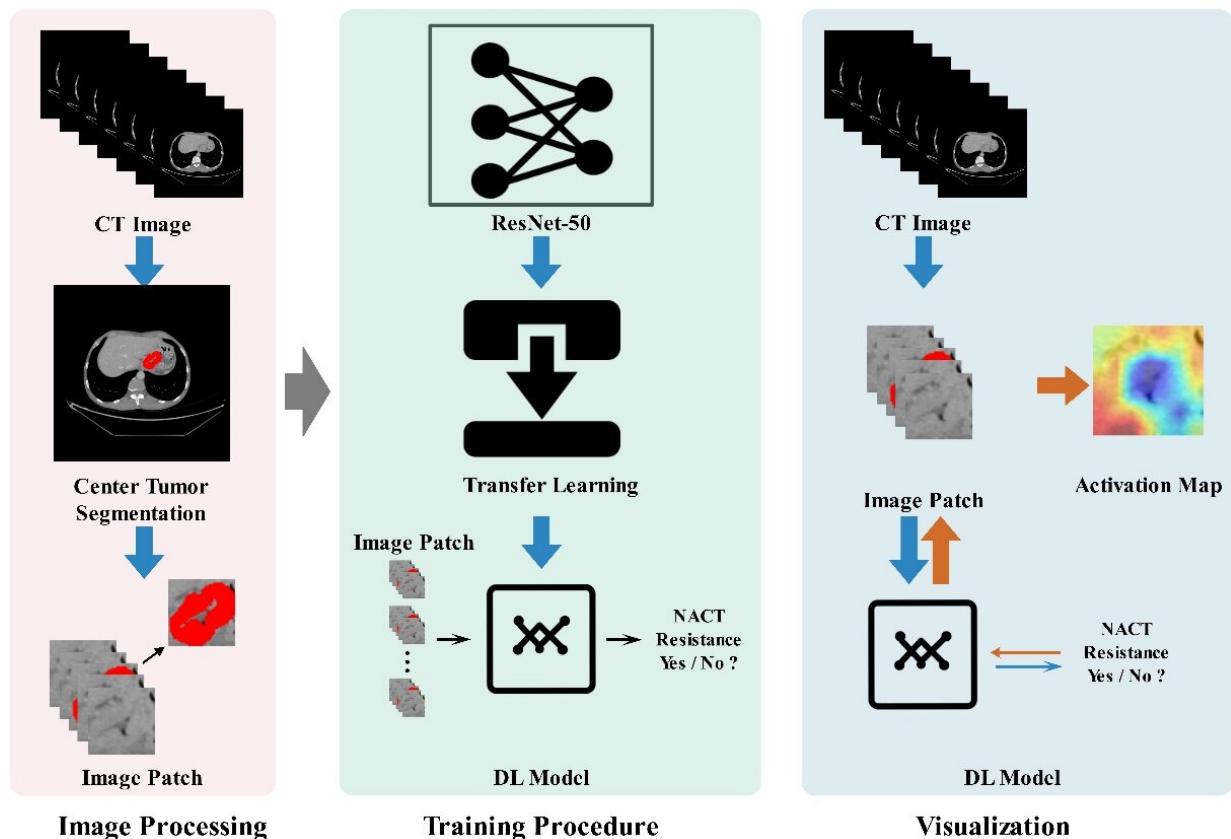 CT Image
Center Tumor
Segmentation
Image Patch
Image Processing
ResNet-50
Transfer Learning
Image Patch
NACT
Resistance
Yes / No ?
DL Model
Training Procedure
CT Image
Image Patch
Activation Map
NACT
Resistance
Yes / No ?
DL Model
Visualization